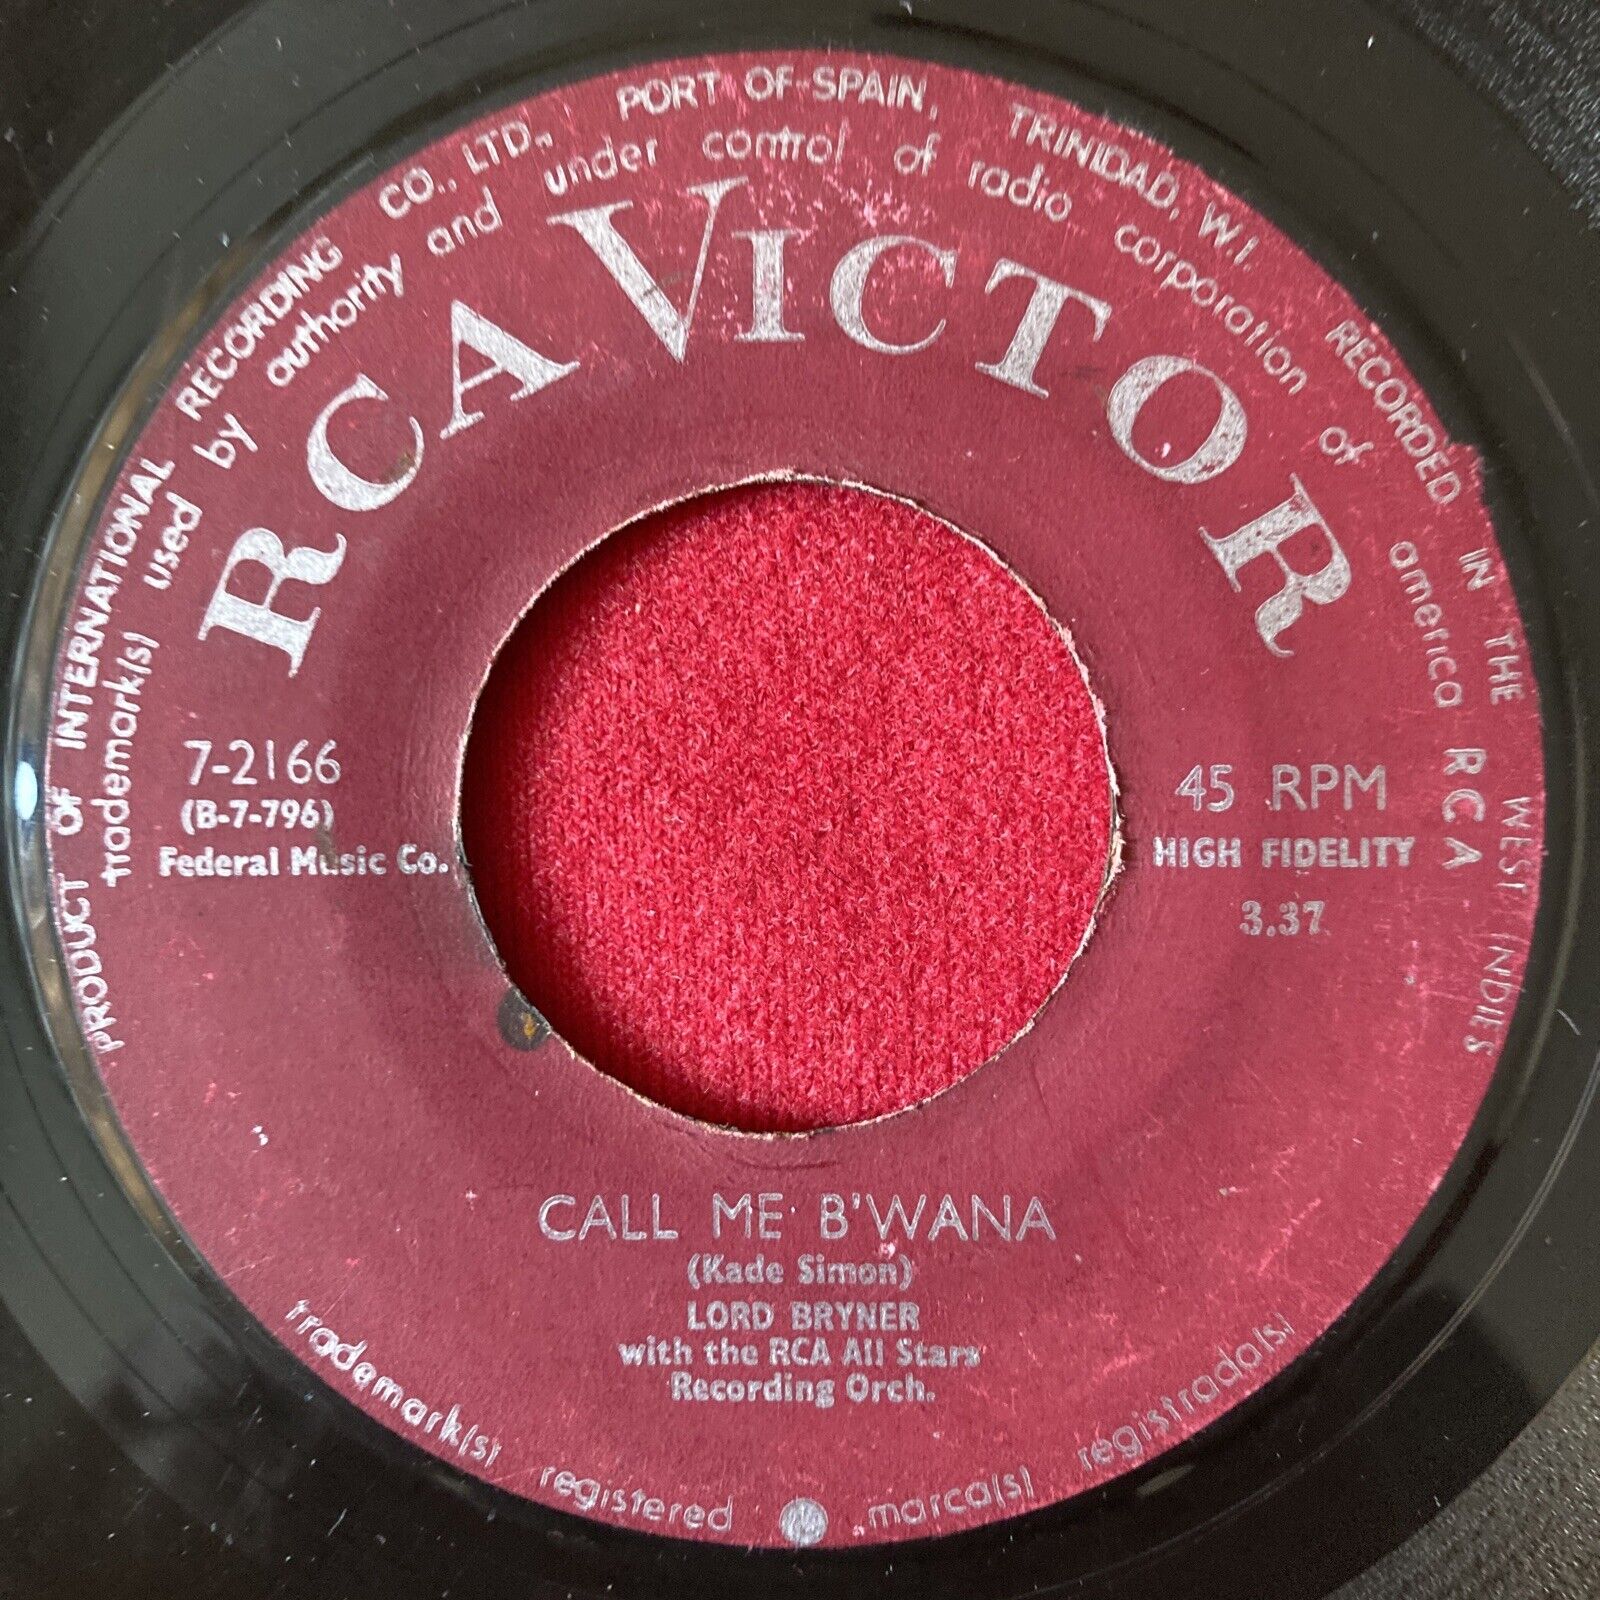 PRODUCT OF INTERNATIONAL RECORDING CO., LTD., PORT OF-SPAIN, TRINIDAD, W.I. RECORDED IN THE WEST INDIES
trademark(s) used by authority and under control of radio corporation of america RCA
RCA VICTOR
7-2166
(B-7-796)
Federal Music Co.
45 RPM
HIGH FIDELITY
3.37
CALL ME B'WANA
(Kade Simon)
LORD BRYNER
with the RCA All Stars
Recording Orch.
trademark(s) registered marca(s) registrada(s)